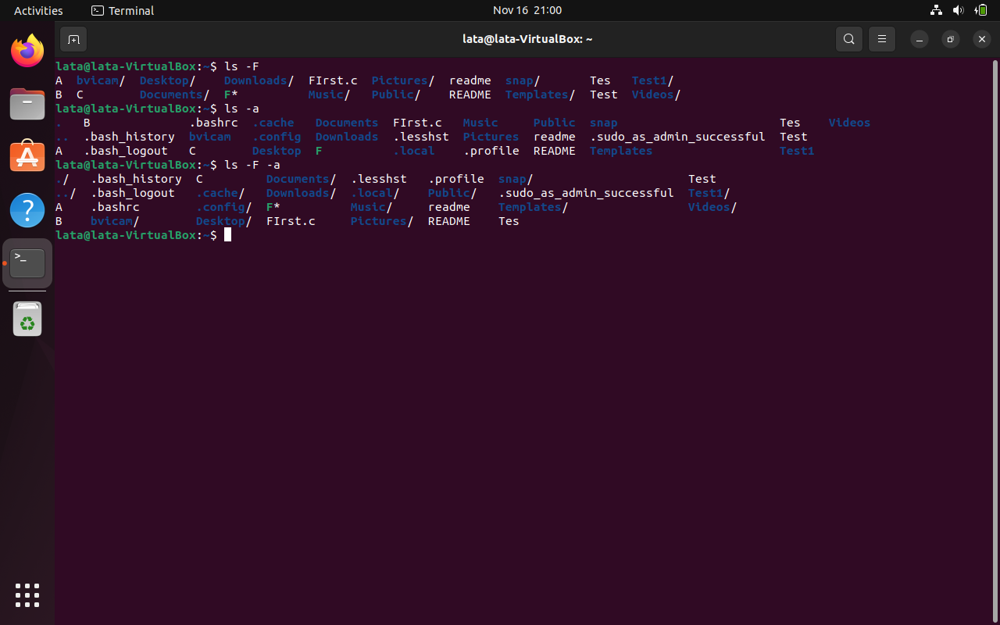 Activities Terminal Nov 16 21:00
lata@lata-VirtualBox: ~
lata@lata-VirtualBox:~$ ls -F
A bvicam/ Desktop/ Downloads/ FIrst.c Pictures/ readme snap/ Tes Test1/
B C Documents/ F* Music/ Public/ README Templates/ Test Videos/
lata@lata-VirtualBox:~$ ls -a
. B .bashrc .cache Documents FIrst.c Music Public snap Tes Videos
.. .bash_history bvicam .config Downloads .lesshst Pictures readme .sudo_as_admin_successful Test
A .bash_logout C Desktop F .local .profile README Templates Test1
lata@lata-VirtualBox:~$ ls -F -a
./ .bash_history C Documents/ .lesshst .profile snap/ Test
../ .bash_logout .cache/ Downloads/ .local/ Public/ .sudo_as_admin_successful Test1/
A .bashrc .config/ F* Music/ readme Templates/ Videos/
B bvicam/ Desktop/ FIrst.c Pictures/ README Tes
lata@lata-VirtualBox:~$